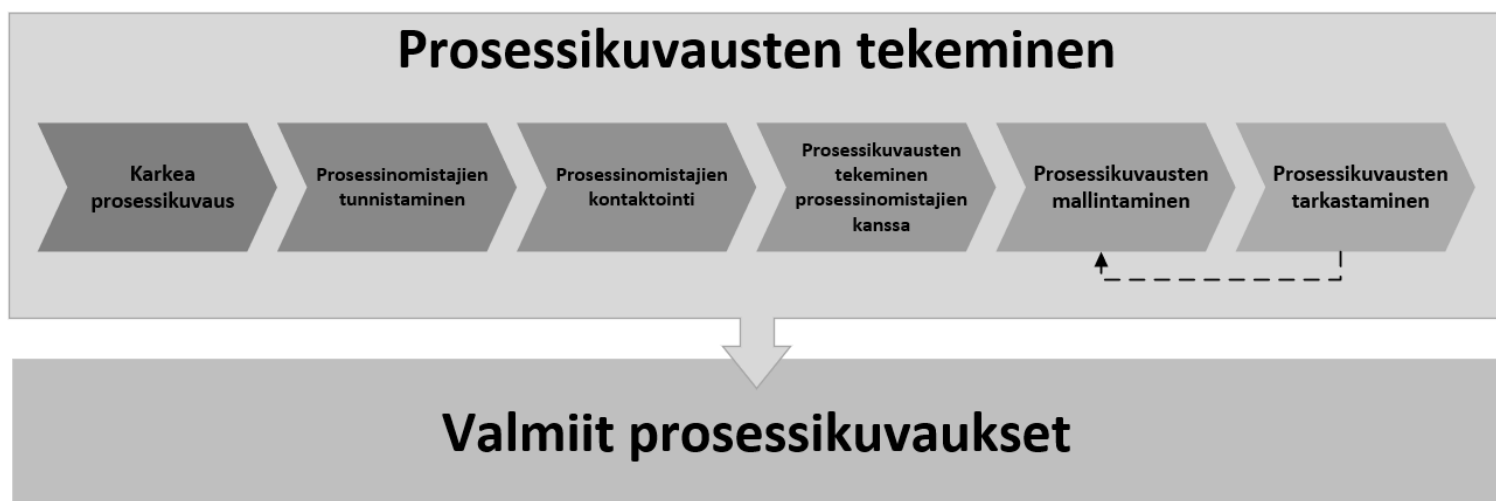 Prosessikuvausten tekeminen
Karkea
prosessikuvaus
Prosessinomistajien
tunnistaminen
Prosessinomistajien
kontaktointi
Prosessikuvausten
tekeminen
prosessinomistajien
kanssa
Prosessikuvausten
mallintaminen
Prosessikuvausten
tarkastaminen
Valmiit prosessikuvaukset